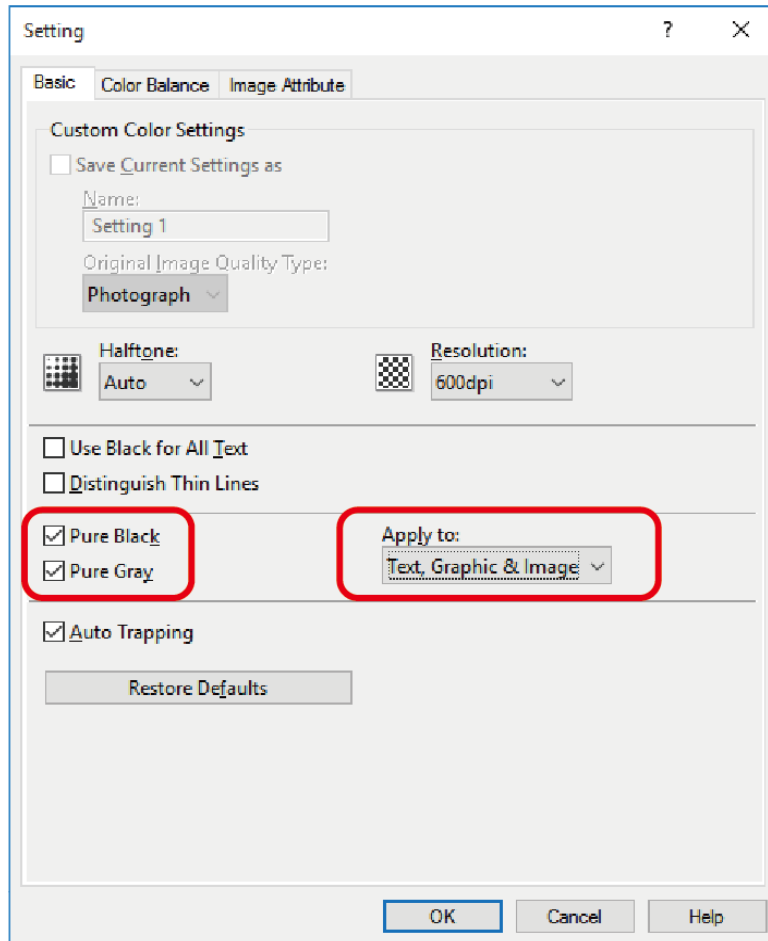 Setting
Basic Color Balance Image Attribute
Custom Color Settings
Save Current Settings as
Name:
Setting 1
Original Image Quality Type:
Photograph
Halftone: Resolution:
Auto 600dpi
Use Black for All Text
Distinguish Thin Lines
Pure Black Apply to:
Text, Graphic & Image
Pure Gray
Auto Trapping
Restore Defaults
OK Cancel Help